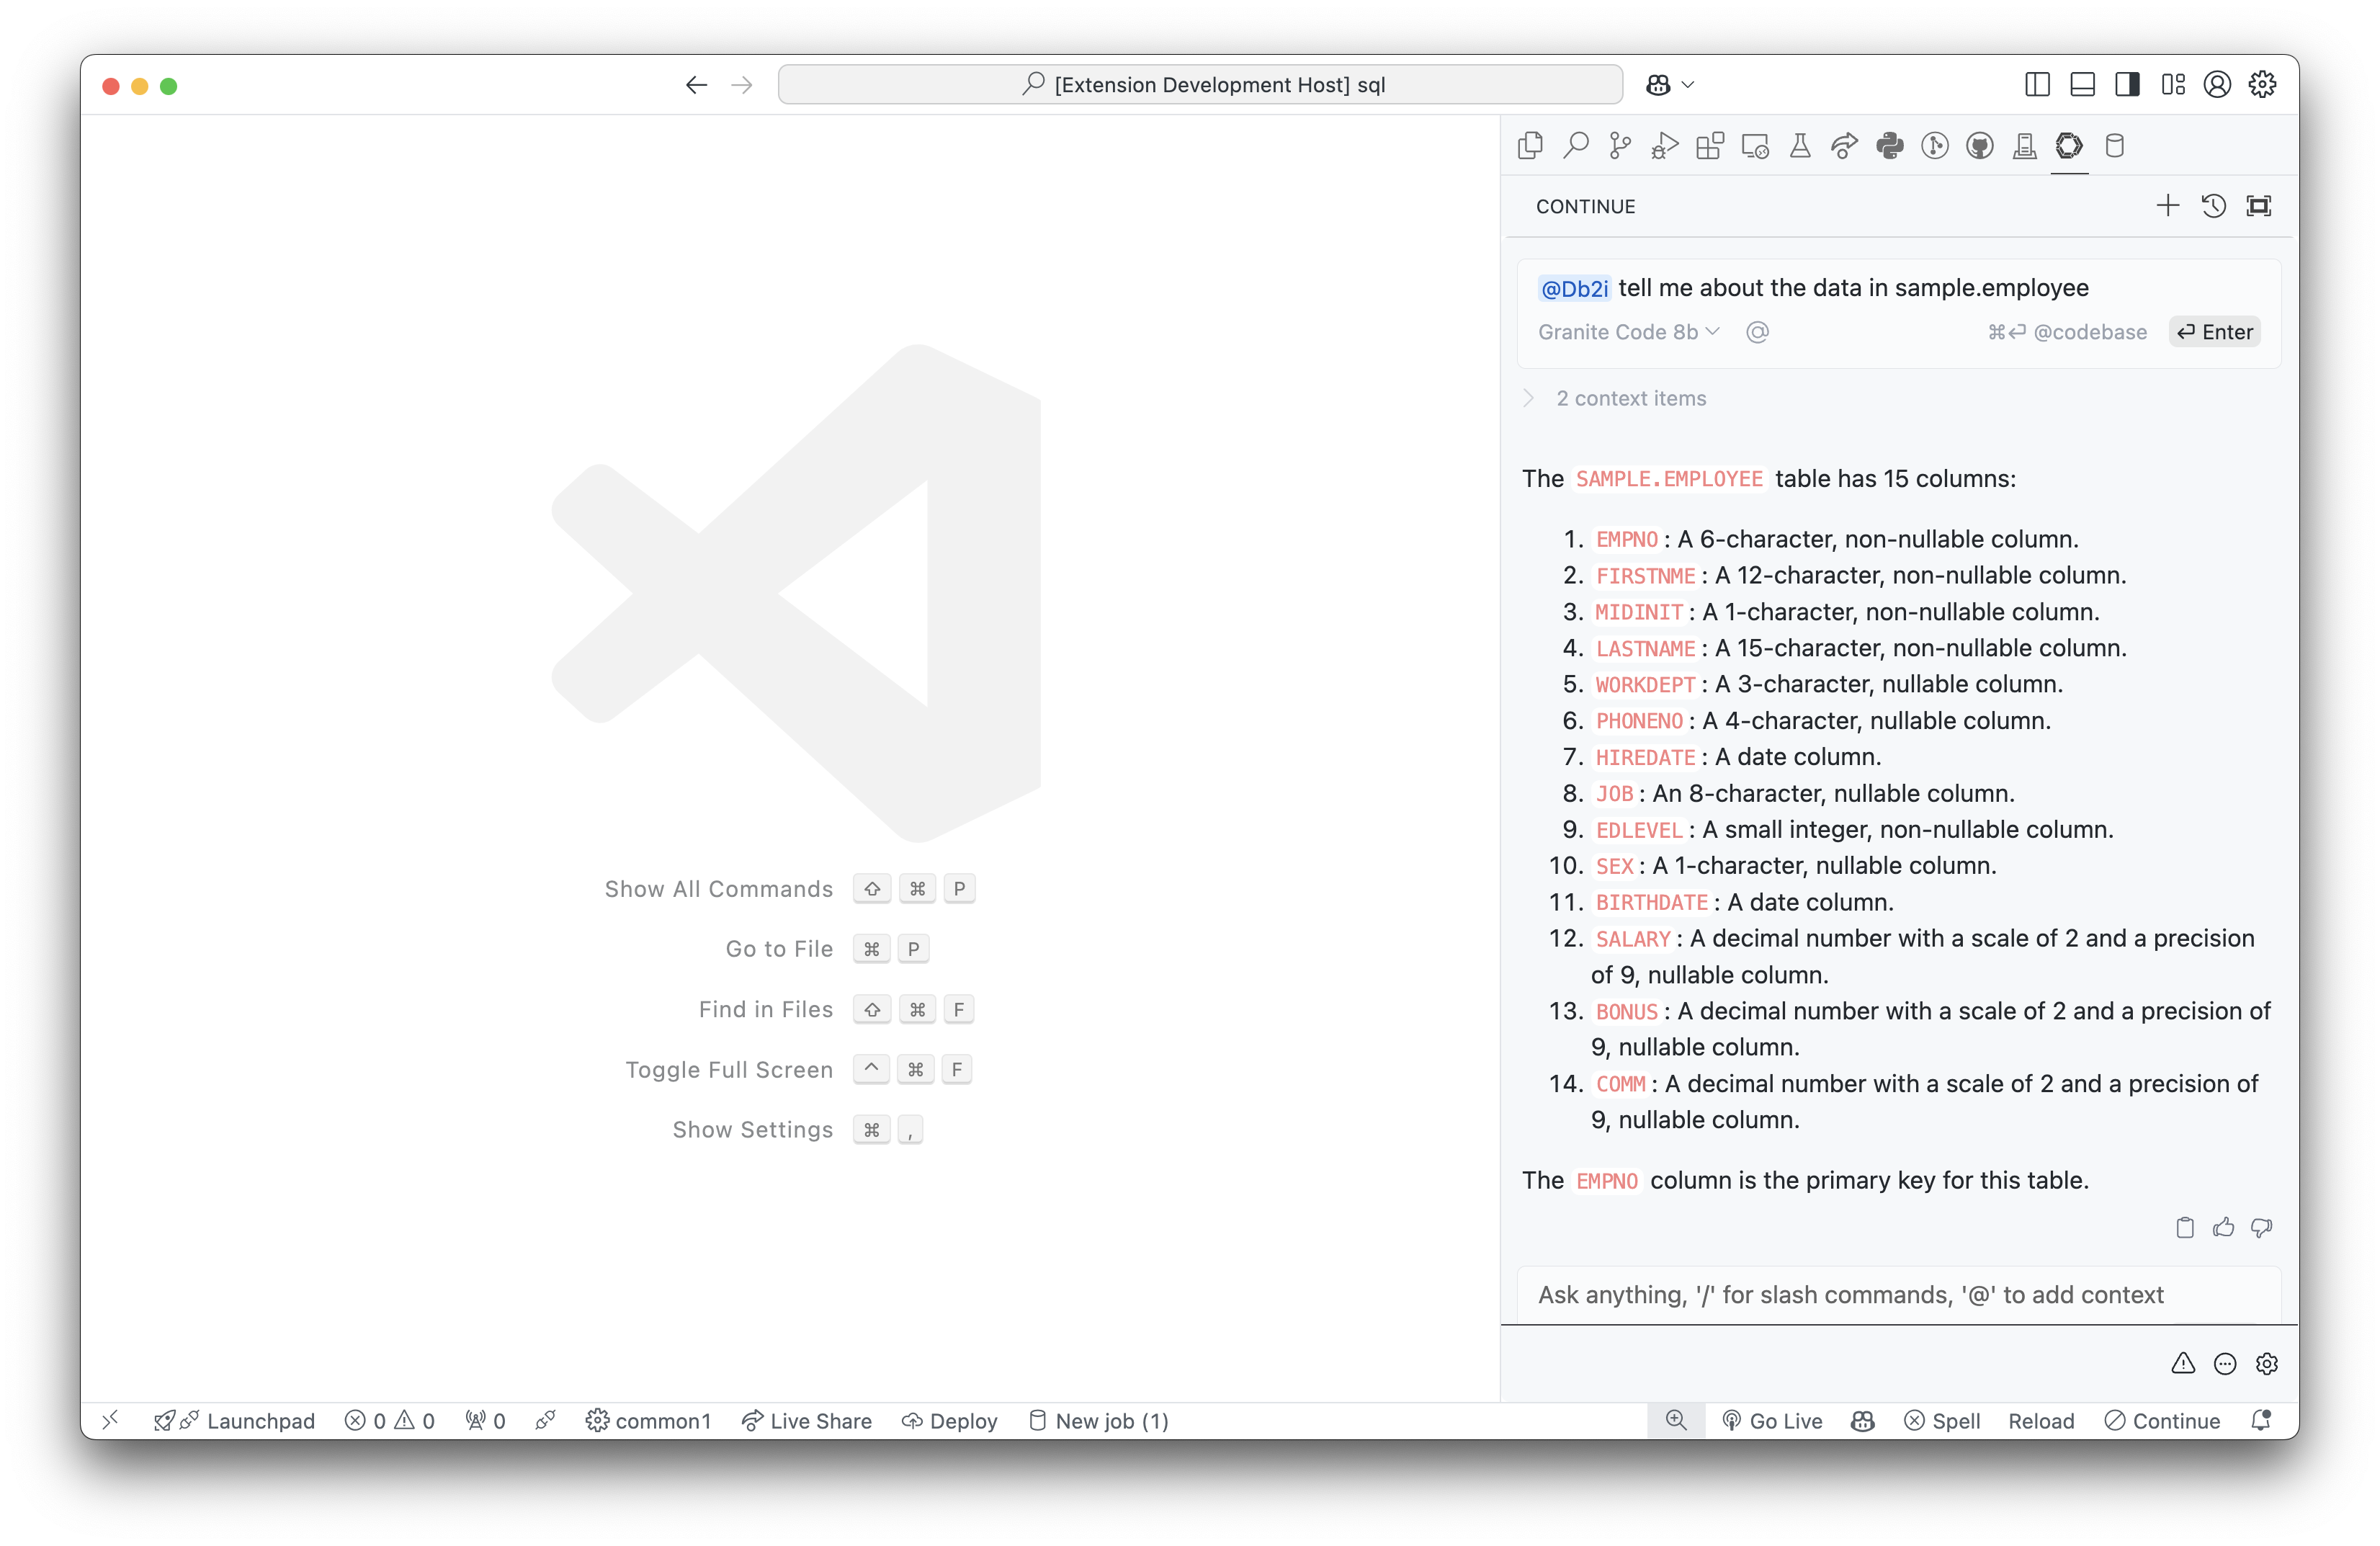 [Extension Development Host] sql
CONTINUE
@Db2i tell me about the data in sample.employee
Granite Code 8b @ ⌘⏎ @codebase ⏎ Enter
2 context items
The SAMPLE.EMPLOYEE table has 15 columns:
1. EMPNO: A 6-character, non-nullable column.
2. FIRSTNME: A 12-character, non-nullable column.
3. MIDINIT: A 1-character, non-nullable column.
4. LASTNAME: A 15-character, non-nullable column.
5. WORKDEPT: A 3-character, nullable column.
6. PHONENO: A 4-character, nullable column.
7. HIREDATE: A date column.
8. JOB: An 8-character, nullable column.
9. EDLEVEL: A small integer, non-nullable column.
10. SEX: A 1-character, nullable column.
11. BIRTHDATE: A date column.
12. SALARY: A decimal number with a scale of 2 and a precision
of 9, nullable column.
13. BONUS: A decimal number with a scale of 2 and a precision of
9, nullable column.
14. COMM: A decimal number with a scale of 2 and a precision of
9, nullable column.
The EMPNO column is the primary key for this table.
Ask anything, '/' for slash commands, '@' to add context
Show All Commands ⇧ ⌘ P
Go to File ⌘ P
Find in Files ⇧ ⌘ F
Toggle Full Screen ^ ⌘ F
Show Settings ⌘ ,
Launchpad 0 0 0 common1 Live Share Deploy New job (1) Go Live Spell Reload Continue